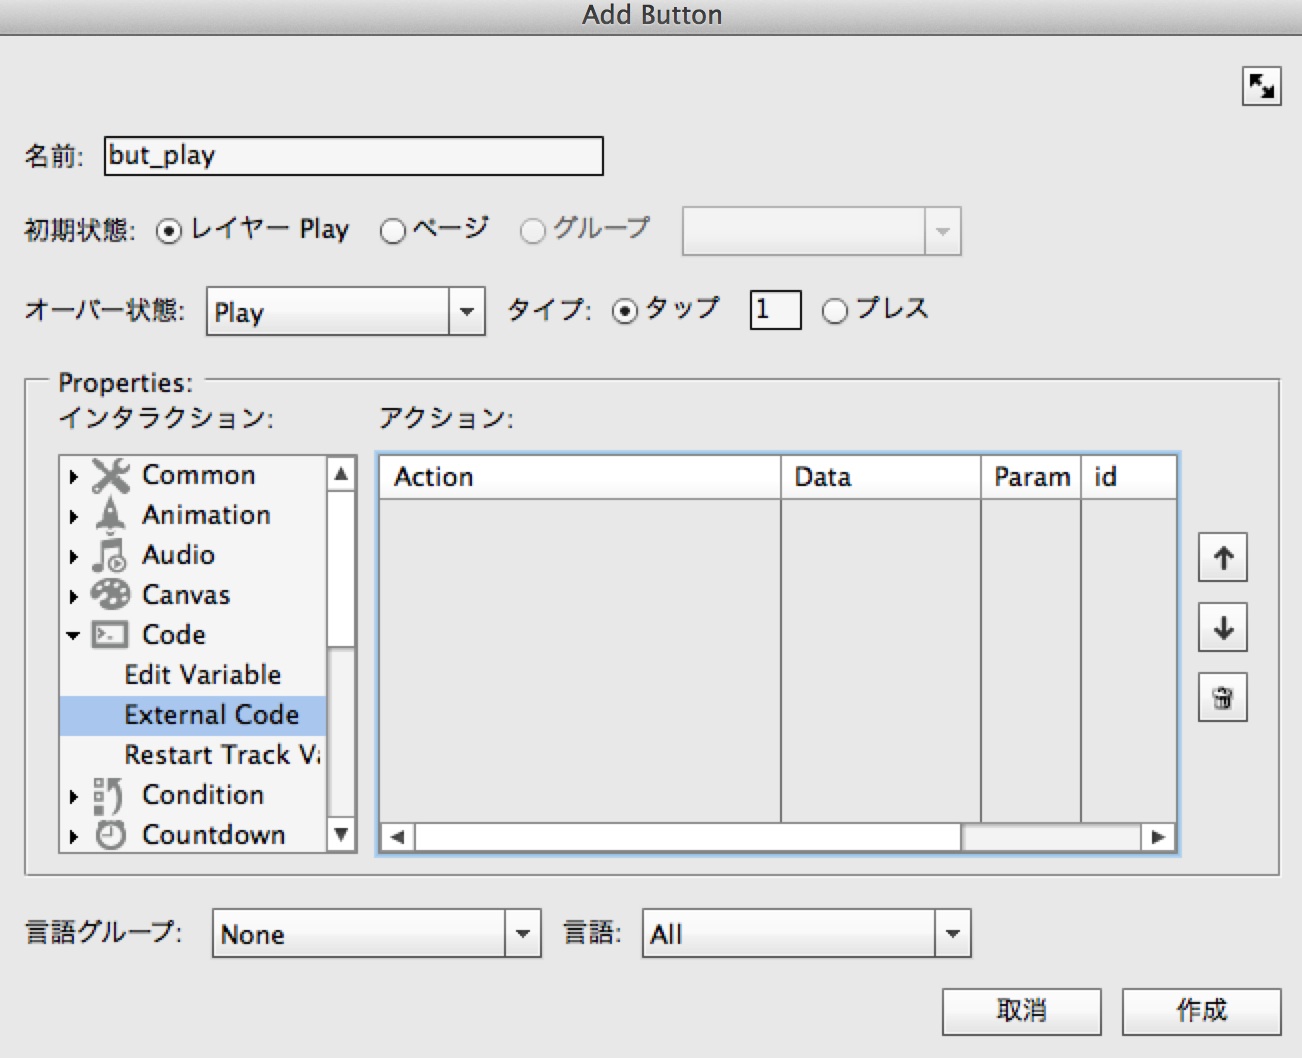 Add Button
名前: but_play
初期状態: レイヤー Play ページ グループ
オーバー状態: Play タイプ: タップ 1 プレス
Properties:
インタラクション: アクション:
Action Data Param id
Common
Animation
Audio
Canvas
Code
Edit Variable
External Code
Restart Track
Condition
Countdown
言語グループ: None 言語: All
取消 作成